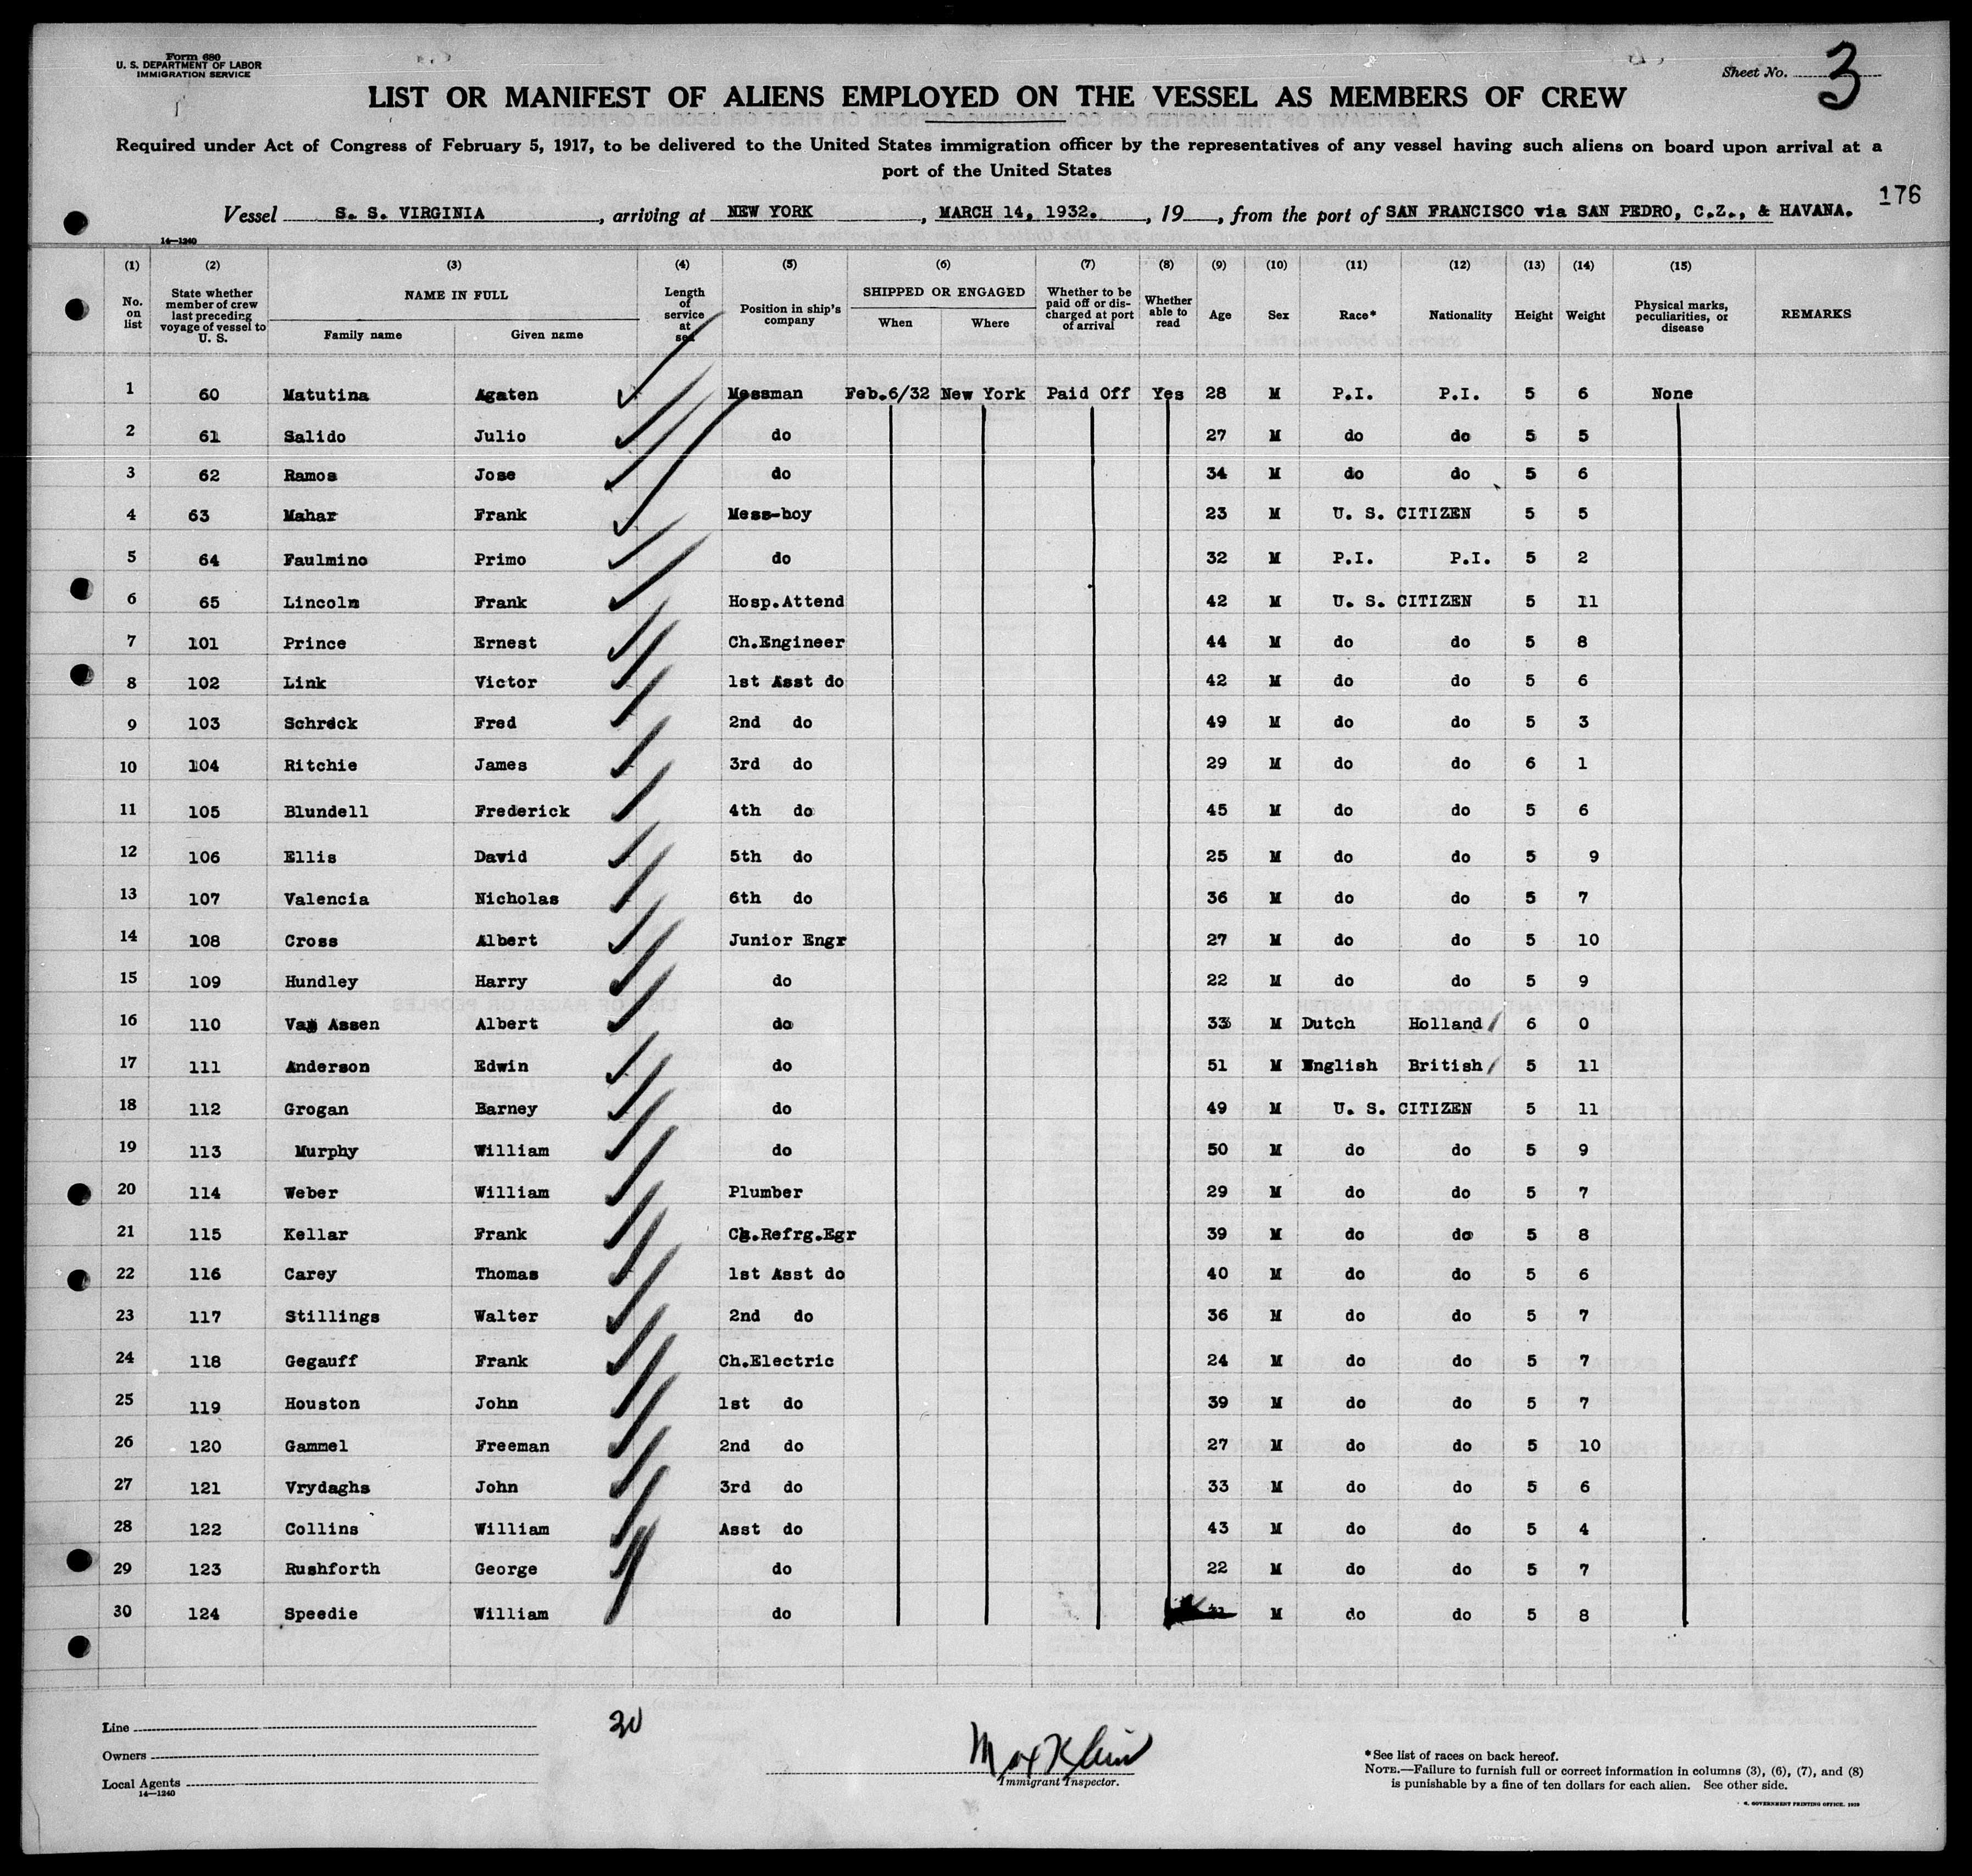 Form 680
U. S. DEPARTMENT OF LABOR
IMMIGRATION SERVICE
Sheet No. 3
LIST OR MANIFEST OF ALIENS EMPLOYED ON THE VESSEL AS MEMBERS OF CREW
Required under Act of Congress of February 5, 1917, to be delivered to the United States immigration officer by the representatives of any vessel having such aliens on board upon arrival at a
port of the United States
176
Vessel S. S. VIRGINIA, arriving at NEW YORK, MARCH 14, 1932., 19, from the port of SAN FRANCISCO via SAN PEDRO, C.Z., & HAVANA.
14—1240
(1) (2) (3) (4) (5) (6) (7) (8) (9) (10) (11) (12) (13) (14) (15)
No. on list State whether member of crew last preceding voyage of vessel to U. S. NAME IN FULL Family name Given name Length of service at sea Position in ship's company SHIPPED OR ENGAGED When Where Whether to be paid off or discharged at port of arrival Whether able to read Age Sex Race* Nationality Height Weight Physical marks, peculiarities, or disease REMARKS
1 60 Matutina Agaten Messman Feb.6/32 New York Paid Off Yes 28 M P.I. P.I. 5 6 None
2 61 Salido Julio do 27 M do do 5 5
3 62 Ramos Jose do 34 M do do 5 6
4 63 Mahar Frank Mess-boy 23 M U. S. CITIZEN 5 5
5 64 Faulmino Primo do 32 M P.I. P.I. 5 2
6 65 Lincoln Frank Hosp.Attend 42 M U. S. CITIZEN 5 11
7 101 Prince Ernest Ch.Engineer 44 M do do 5 8
8 102 Link Victor 1st Asst do 42 M do do 5 6
9 103 Schreck Fred 2nd do 49 M do do 5 3
10 104 Ritchie James 3rd do 29 M do do 6 1
11 105 Blundell Frederick 4th do 45 M do do 5 6
12 106 Ellis David 5th do 25 M do do 5 9
13 107 Valencia Nicholas 6th do 36 M do do 5 7
14 108 Cross Albert Junior Engr 27 M do do 5 10
15 109 Hundley Harry do 22 M do do 5 9
16 110 Van Assen Albert do 33 M Dutch Holland 6 0
17 111 Anderson Edwin do 51 M English British 5 11
18 112 Grogan Barney do 49 M U. S. CITIZEN 5 11
19 113 Murphy William do 50 M do do 5 9
20 114 Weber William Plumber 29 M do do 5 7
21 115 Kellar Frank Ch.Refrg.Egr 39 M do do 5 8
22 116 Carey Thomas 1st Asst do 40 M do do 5 6
23 117 Stillings Walter 2nd do 36 M do do 5 7
24 118 Gegauff Frank Ch.Electric 24 M do do 5 7
25 119 Houston John 1st do 39 M do do 5 7
26 120 Gammel Freeman 2nd do 27 M do do 5 10
27 121 Vrydaghs John 3rd do 33 M do do 5 6
28 122 Collins William Asst do 43 M do do 5 4
29 123 Rushforth George do 22 M do do 5 7
30 124 Speedie William do M do do 5 8
Line
Owners
Local Agents
14—1240
30
Max Klein
Immigrant Inspector.
*See list of races on back hereof.
NOTE.—Failure to furnish full or correct information in columns (3), (6), (7), and (8)
is punishable by a fine of ten dollars for each alien. See other side.
GOVERNMENT PRINTING OFFICE.